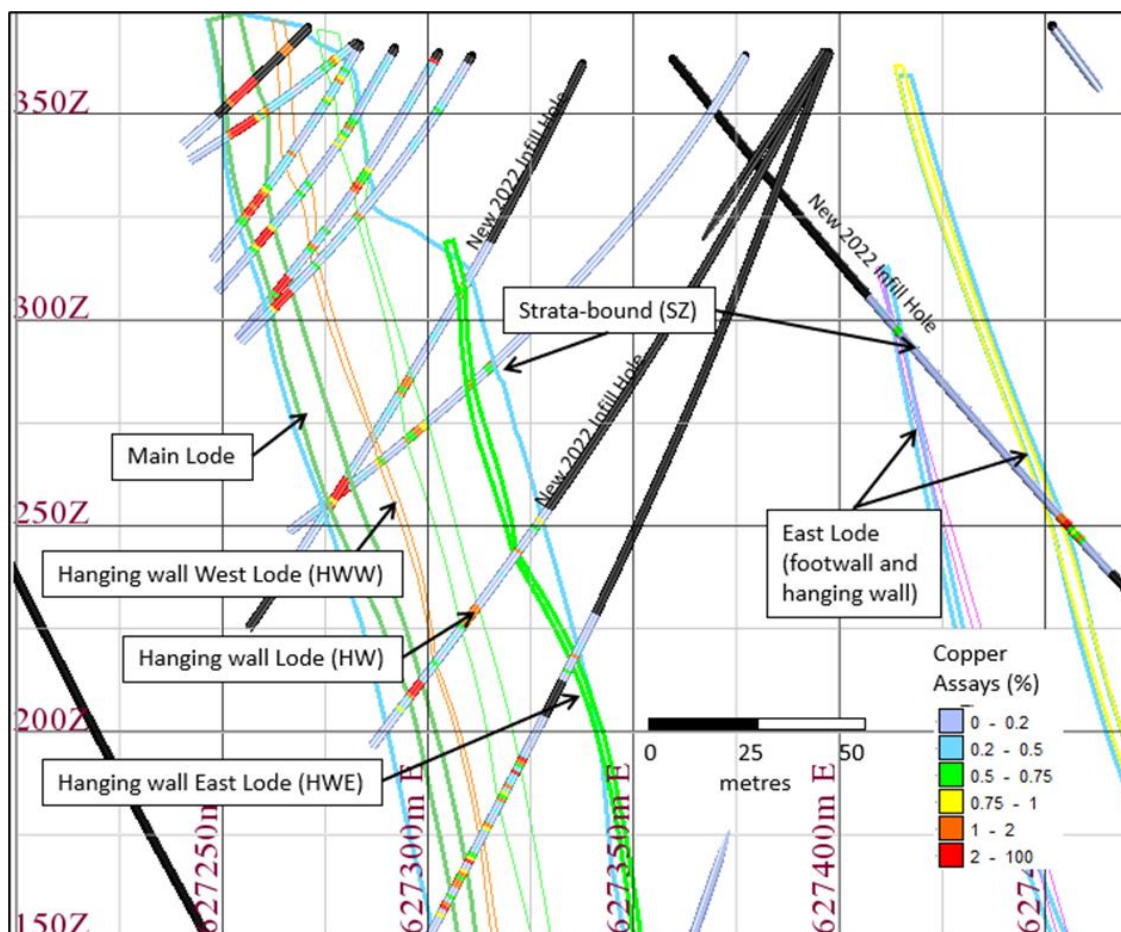 350Z
300Z
250Z
200Z
150Z
New 2022 Infill Hole
New 2022 Infill Hole
New 2022 Infill Hole
Strata-bound (SZ)
Main Lode
Hanging wall West Lode (HWW)
Hanging wall Lode (HW)
Hanging wall East Lode (HWE)
East Lode
(footwall and
hanging wall)
Copper
Assays (%)
0 - 0.2
0.2 - 0.5
0.5 - 0.75
0.75 - 1
1 - 2
2 - 100
0 25 50
metres
627250m
627300m E
627350m E
627400m E